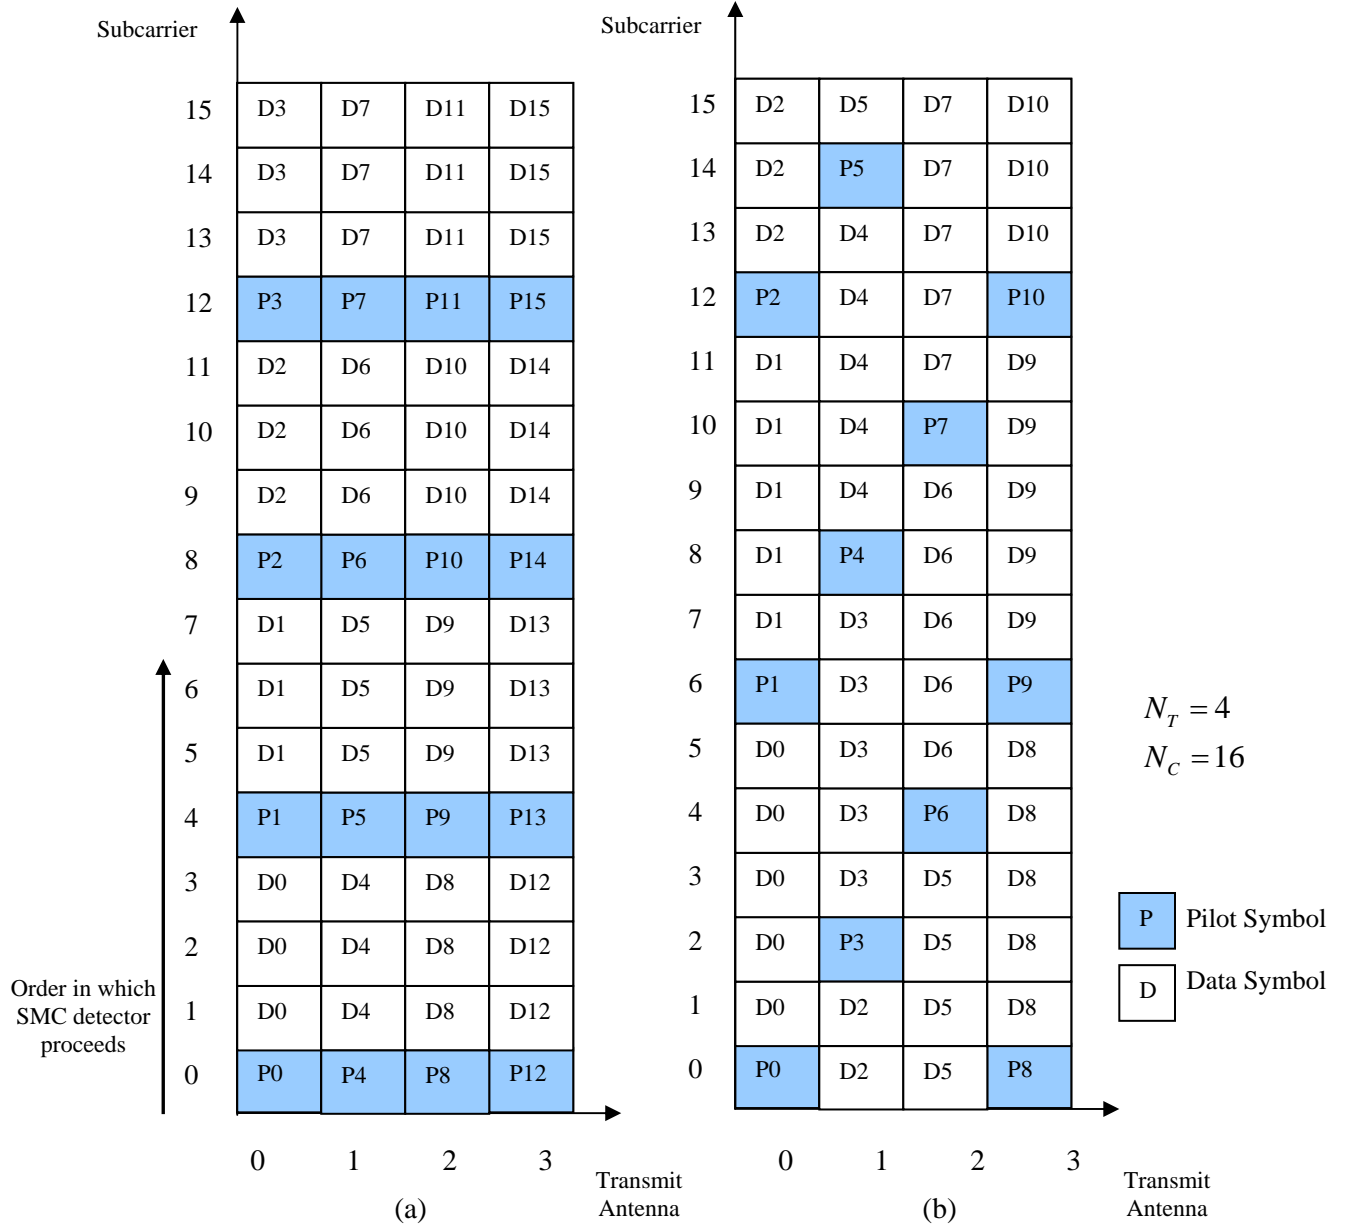 Subcarrier
15 D3 D7 D11 D15
14 D3 D7 D11 D15
13 D3 D7 D11 D15
12 P3 P7 P11 P15
11 D2 D6 D10 D14
10 D2 D6 D10 D14
9 D2 D6 D10 D14
8 P2 P6 P10 P14
7 D1 D5 D9 D13
6 D1 D5 D9 D13
5 D1 D5 D9 D13
4 P1 P5 P9 P13
3 D0 D4 D8 D12
2 D0 D4 D8 D12
1 D0 D4 D8 D12
0 P0 P4 P8 P12
Order in which
SMC detector
proceeds
0 1 2 3
Transmit
Antenna
(a)
Subcarrier
15 D2 D5 D7 D10
14 D2 P5 D7 D10
13 D2 D4 D7 D10
12 P2 D4 D7 P10
11 D1 D4 D7 D9
10 D1 D4 P7 D9
9 D1 D4 D6 D9
8 D1 P4 D6 D9
7 D1 D3 D6 D9
6 P1 D3 D6 P9
5 D0 D3 D6 D8
4 D0 D3 P6 D8
3 D0 D3 D5 D8
2 D0 P3 D5 D8
1 D0 D2 D5 D8
0 P0 D2 D5 P8
0 1 2 3
Transmit
Antenna
(b)
N_T = 4
N_C = 16
P Pilot Symbol
D Data Symbol